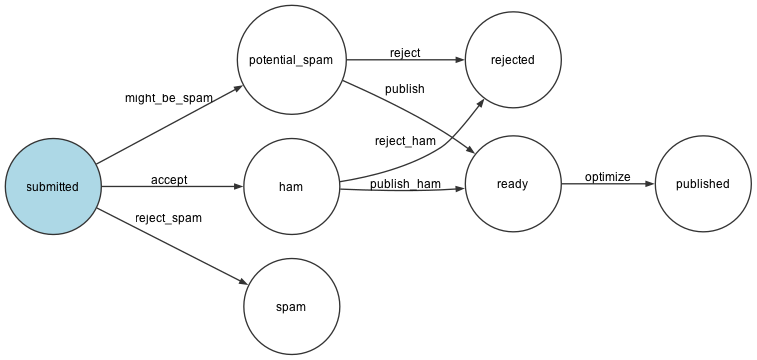 potential_spam
reject
rejected
might_be_spam
publish
submitted
accept
ham
reject_ham
publish_ham
ready
optimize
published
reject_spam
spam